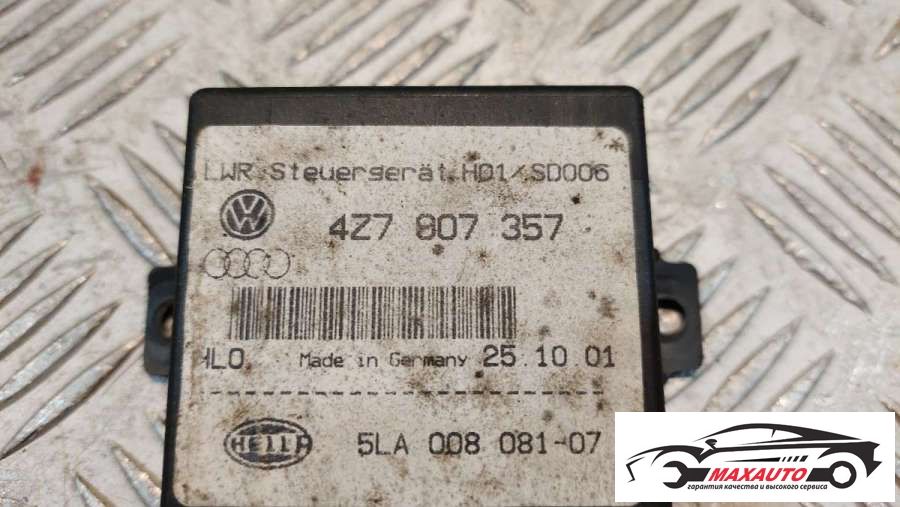 LWR Steuergerät HD1/SD006
4Z7 807 357
HLO Made in Germany 25.10.01
HELLA
5LA 008 081-07
MAXAUTO
гарантия качества и высокого сервиса